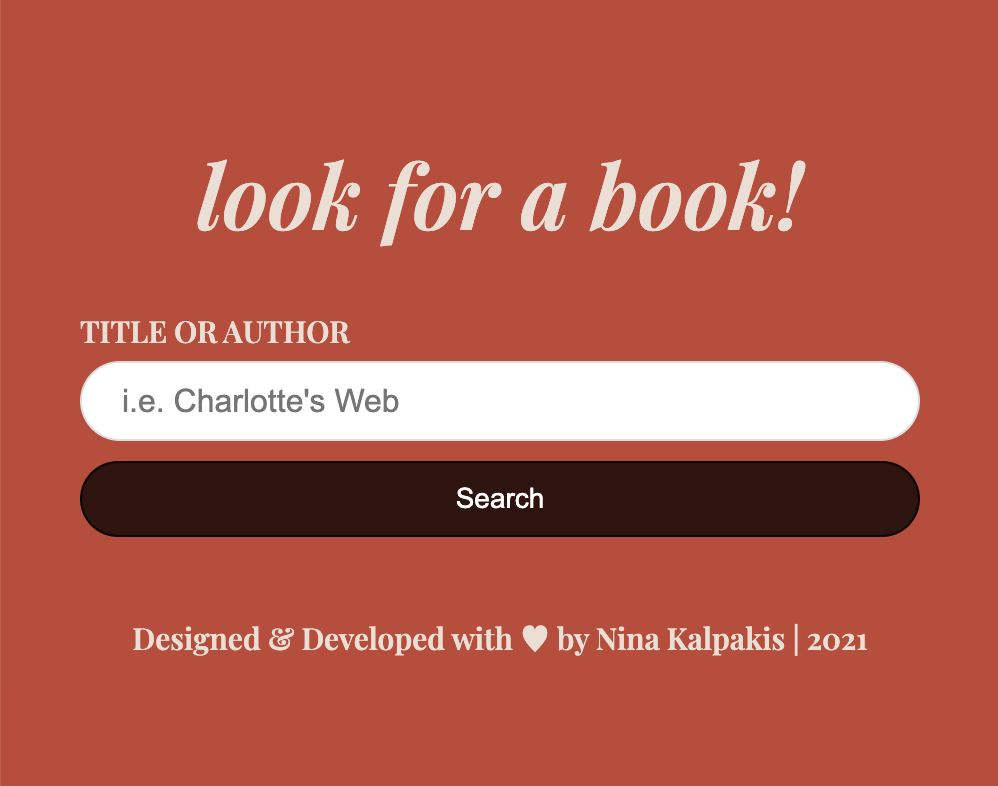 look for a book!
TITLE OR AUTHOR
i.e. Charlotte's Web
Search
Designed & Developed with ♥ by Nina Kalpakis | 2021